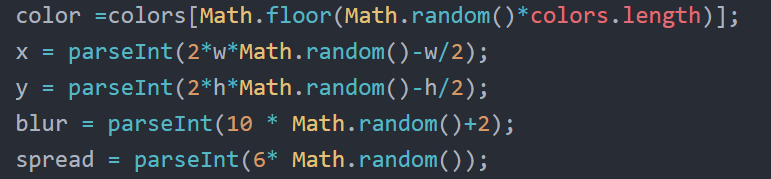 color =colors[Math.floor(Math.random()*colors.length)];
x = parseInt(2*w*Math.random()-w/2);
y = parseInt(2*h*Math.random()-h/2);
blur = parseInt(10 * Math.random()+2);
spread = parseInt(6* Math.random());